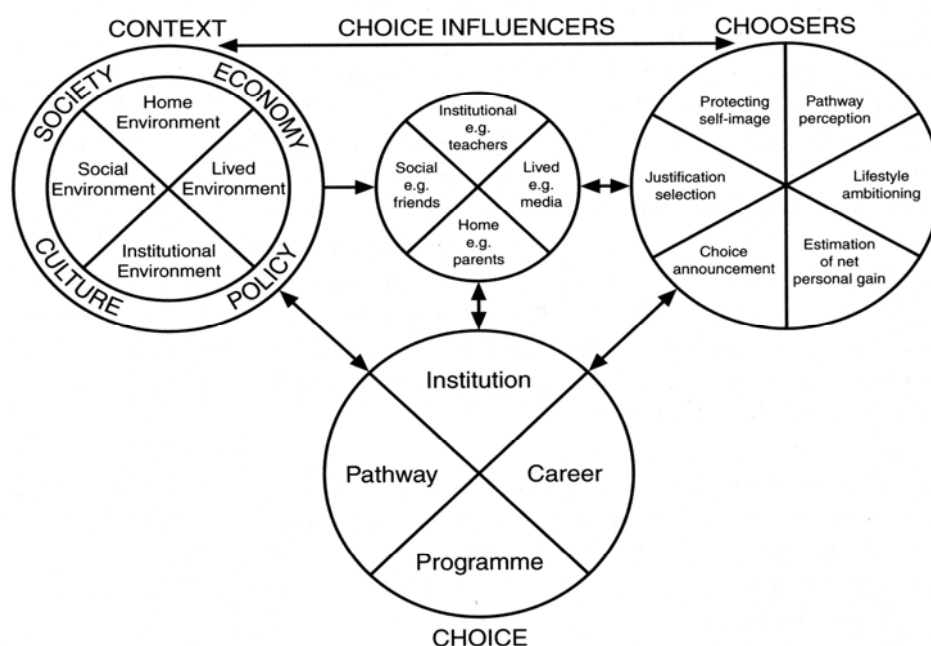 CONTEXT
CHOICE INFLUENCERS
CHOOSERS
SOCIETY
ECONOMY
CULTURE
POLICY
Home
Environment
Social
Environment
Lived
Environment
Institutional
Environment
Institutional
e.g.
teachers
Social
e.g.
friends
Lived
e.g.
media
Home
e.g.
parents
Protecting
self-image
Pathway
perception
Justification
selection
Lifestyle
ambitioning
Choice
announcement
Estimation
of net
personal gain
Institution
Pathway
Career
Programme
CHOICE